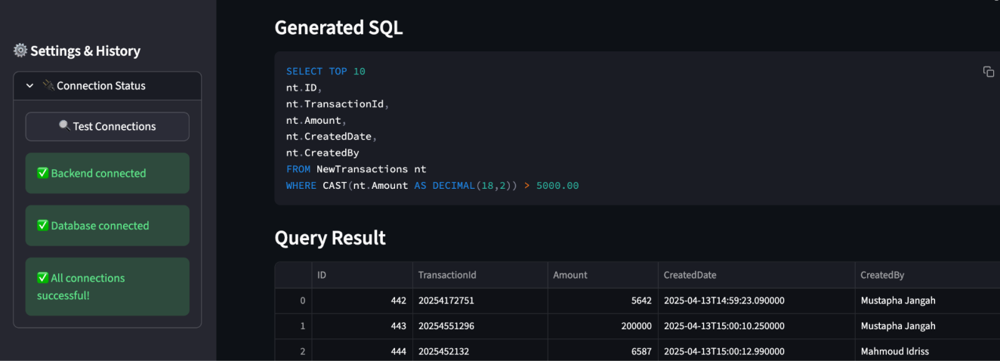 ⚙️ Settings & History
🔌 Connection Status
🔍 Test Connections
✅ Backend connected
✅ Database connected
✅ All connections
successful!
Generated SQL
SELECT TOP 10
nt.ID,
nt.TransactionId,
nt.Amount,
nt.CreatedDate,
nt.CreatedBy
FROM NewTransactions nt
WHERE CAST(nt.Amount AS DECIMAL(18,2)) > 5000.00
Query Result
ID TransactionId Amount CreatedDate CreatedBy
0 442 20254172751 5642 2025-04-13T14:59:23.090000 Mustapha Jangah
1 443 20254551296 200000 2025-04-13T15:00:10.250000 Mustapha Jangah
2 444 2025452132 6587 2025-04-13T15:00:12.990000 Mahmoud Idriss